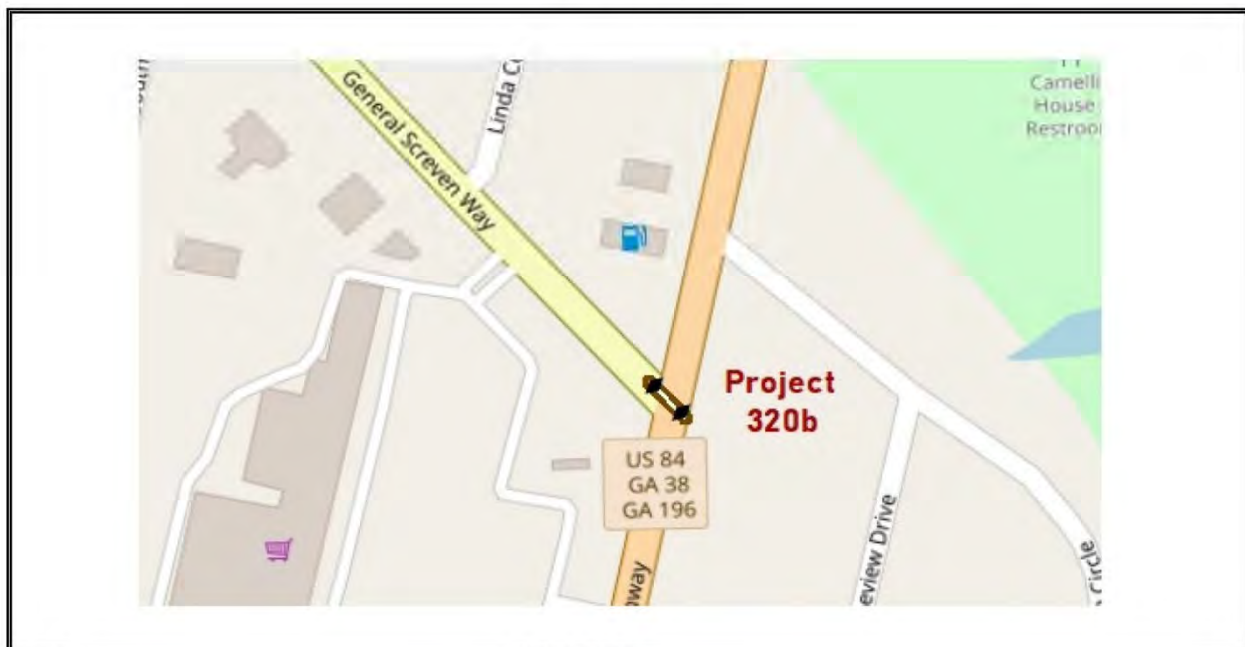 General Screven Way
Linda
Camelli
House
Restroo
Project
320b
US 84
GA 38
GA 196
eview Drive
Circle
way